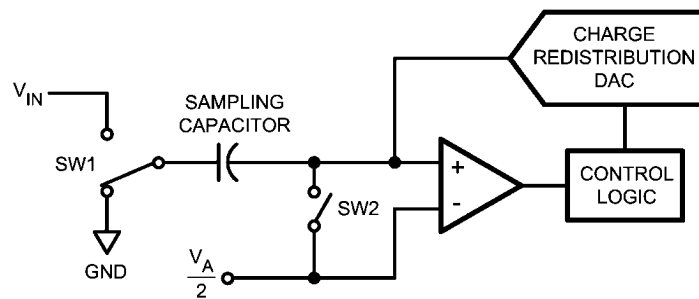 CHARGE
REDISTRIBUTION
DAC
V_IN
SAMPLING
CAPACITOR
SW1
+
-
CONTROL
LOGIC
SW2
V_A
2
GND